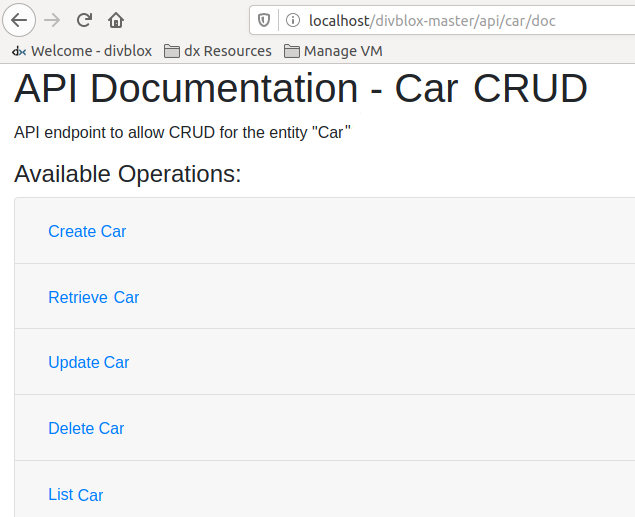 localhost/divblox-master/api/car/doc
dx Welcome - divblox dx Resources Manage VM
API Documentation - Car CRUD
API endpoint to allow CRUD for the entity "Car"
Available Operations:
Create Car
Retrieve Car
Update Car
Delete Car
List Car